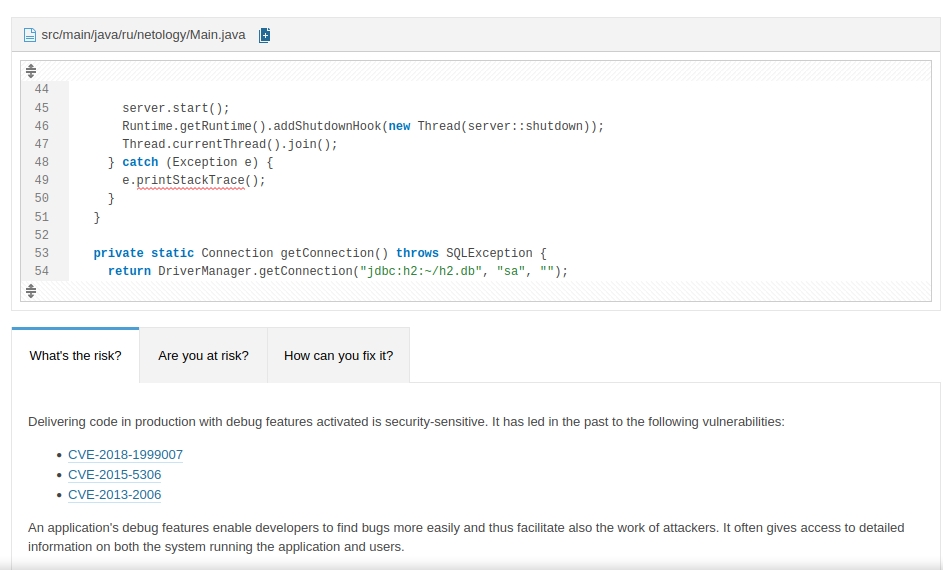 src/main/java/ru/netology/Main.java
44
45 server.start();
46 Runtime.getRuntime().addShutdownHook(new Thread(server::shutdown));
47 Thread.currentThread().join();
48 } catch (Exception e) {
49 e.printStackTrace();
50 }
51 }
52
53 private static Connection getConnection() throws SQLException {
54 return DriverManager.getConnection("jdbc:h2:~/h2.db", "sa", "");
What's the risk? Are you at risk? How can you fix it?
Delivering code in production with debug features activated is security-sensitive. It has led in the past to the following vulnerabilities:
• CVE-2018-1999007
• CVE-2015-5306
• CVE-2013-2006
An application's debug features enable developers to find bugs more easily and thus facilitate also the work of attackers. It often gives access to detailed
information on both the system running the application and users.